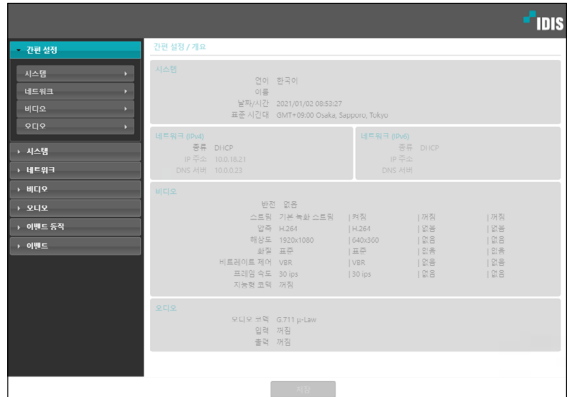 IDIS
간편 설정
시스템
네트워크
비디오
오디오
시스템
네트워크
비디오
오디오
이벤트 동작
이벤트
간편 설정 / 개요
시스템
언어 한국어
이름
날짜/시간 2021/01/02 08:53:27
표준 시간대 GMT+09:00 Osaka, Sapporo, Tokyo
네트워크 (IPv4)
종류 DHCP
IP 주소 10.0.18.21
DNS 서버 10.0.0.23
네트워크 (IPv6)
종류 DHCP
IP 주소
DNS 서버
비디오
반전 없음
스트림 기본 녹화 스트림 | 켜짐 | 꺼짐 | 꺼짐
압축 H.264 | H.264 | 없음 | 없음
해상도 1920x1080 | 640x360 | 없음 | 없음
화질 표준 | 표준 | 없음 | 없음
비트레이트 제어 VBR | VBR | 없음 | 없음
프레임 속도 30 ips | 30 ips | 없음 | 없음
지능형 코덱 꺼짐
오디오
오디오 코덱 G.711 μ-Law
입력 꺼짐
출력 꺼짐
저장